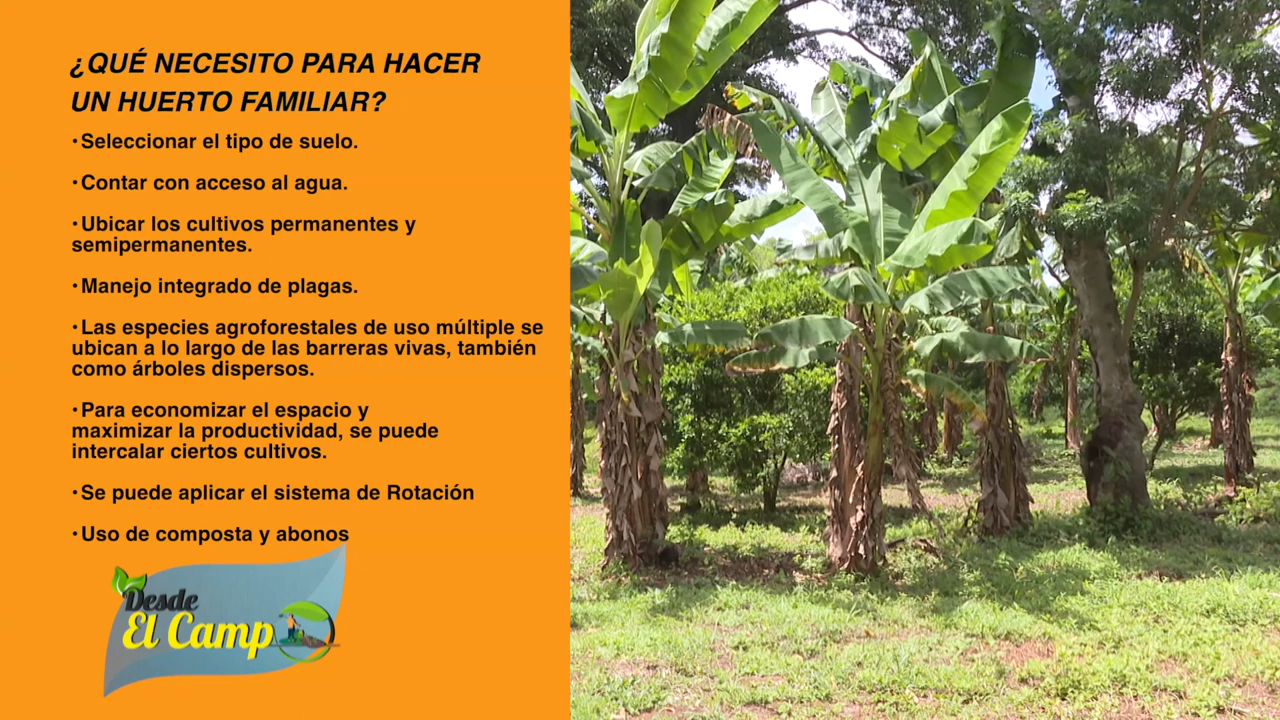 ¿QUÉ NECESITO PARA HACER
UN HUERTO FAMILIAR?
·Seleccionar el tipo de suelo.
·Contar con acceso al agua.
·Ubicar los cultivos permanentes y
semipermanentes.
·Manejo integrado de plagas.
·Las especies agroforestales de uso múltiple se
ubican a lo largo de las barreras vivas, también
como árboles dispersos.
·Para economizar el espacio y
maximizar la productividad, se puede
intercalar ciertos cultivos.
·Se puede aplicar el sistema de Rotación
·Uso de composta y abonos
Desde
El Campo